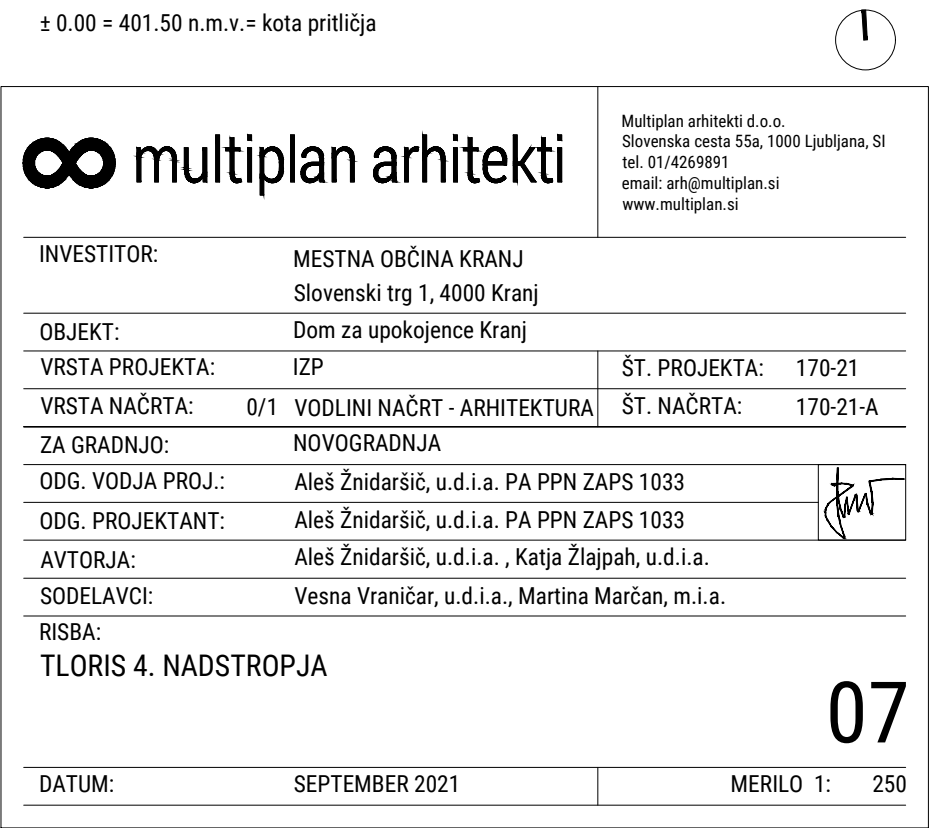 ± 0.00 = 401.50 n.m.v.= kota pritličja
multiplan arhitekti
Multiplan arhitekti d.o.o.
Slovenska cesta 55a, 1000 Ljubljana, SI
tel. 01/4269891
email: arh@multiplan.si
www.multiplan.si
INVESTITOR: MESTNA OBČINA KRANJ
Slovenski trg 1, 4000 Kranj
OBJEKT: Dom za upokojence Kranj
VRSTA PROJEKTA: IZP ŠT. PROJEKTA: 170-21
VRSTA NAČRTA: 0/1 VODLINI NAČRT - ARHITEKTURA ŠT. NAČRTA: 170-21-A
ZA GRADNJO: NOVOGRADNJA
ODG. VODJA PROJ.: Aleš Žnidaršič, u.d.i.a. PA PPN ZAPS 1033
ODG. PROJEKTANT: Aleš Žnidaršič, u.d.i.a. PA PPN ZAPS 1033
AVTORJA: Aleš Žnidaršič, u.d.i.a. , Katja Žlajpah, u.d.i.a.
SODELAVCI: Vesna Vraničar, u.d.i.a., Martina Marčan, m.i.a.
RISBA:
TLORIS 4. NADSTROPJA
07
DATUM: SEPTEMBER 2021 MERILO 1: 250